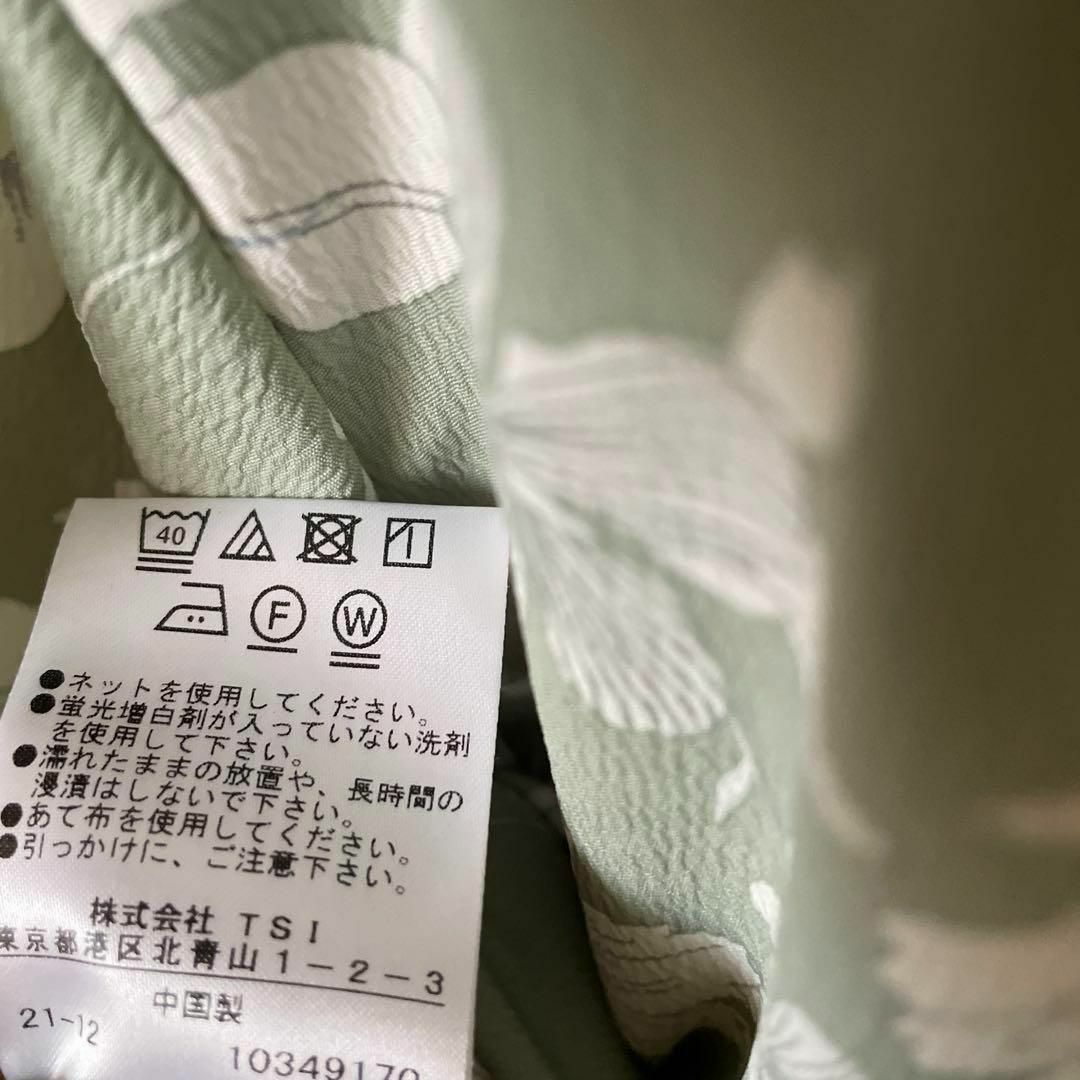 40
F W
●ネットを使用してください。
●蛍光増白剤が入っていない洗剤
を使用して下さい。
●濡れたままの放置や、長時間の
浸漬はしないで下さい。
●あて布を使用してください。
●引っかけに、ご注意下さい。
株式会社 TSI
東京都港区北青山1-2-3
中国製
21-12
10349170